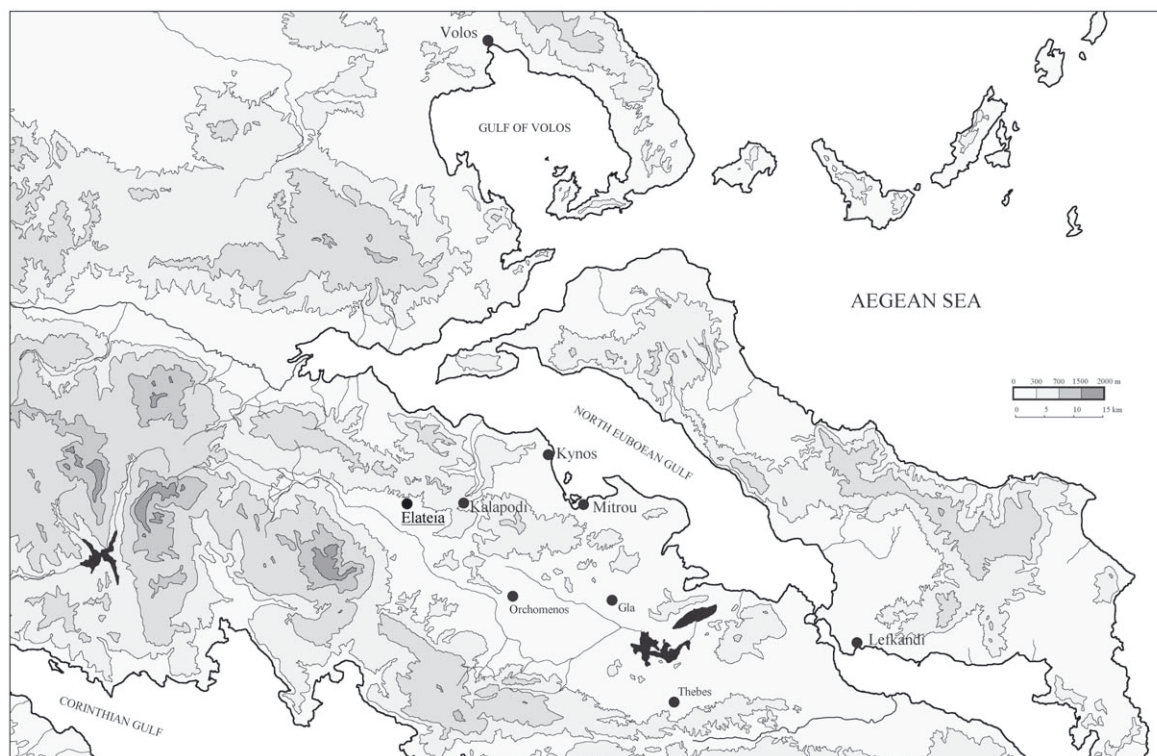 Volos
GULF OF VOLOS
AEGEAN SEA
0 300 700 1500 2000 m
0 5 10 15 km
NORTH EUBOEAN GULF
Kynos
Elateia
Kalapodi
Mitrou
Orchomenos
Gla
Lefkandi
Thebes
CORINTHIAN GULF